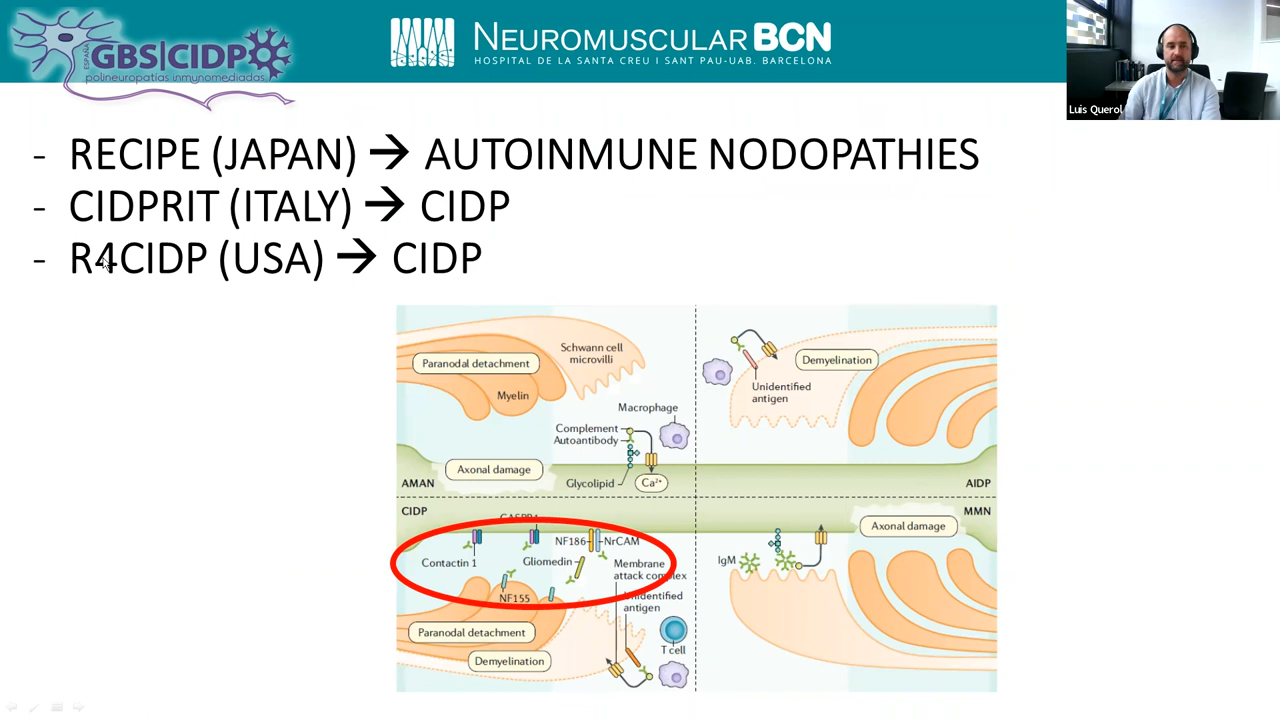 ESPAÑA
GBS|CIDP
polineuropatías inmunomediadas
NEUROMUSCULAR BCN
HOSPITAL DE LA SANTA CREU I SANT PAU-UAB. BARCELONA
Luis Querol
- RECIPE (JAPAN) → AUTOINMUNE NODOPATHIES
- CIDPRIT (ITALY) → CIDP
- R4CIDP (USA) → CIDP
Paranodal detachment
Schwann cell
microvilli
Myelin
Macrophage
Complement
Autoantibody
Axonal damage
Glycolipid
Ca²⁺
AMAN
Demyelination
Unidentified
antigen
AIDP
CIDP
CASPR1
NF186
NrCAM
Contactin 1
Gliomedin
Membrane
attack complex
NF155
Unidentified
antigen
Paranodal detachment
T cell
Demyelination
MMN
Axonal damage
IgM